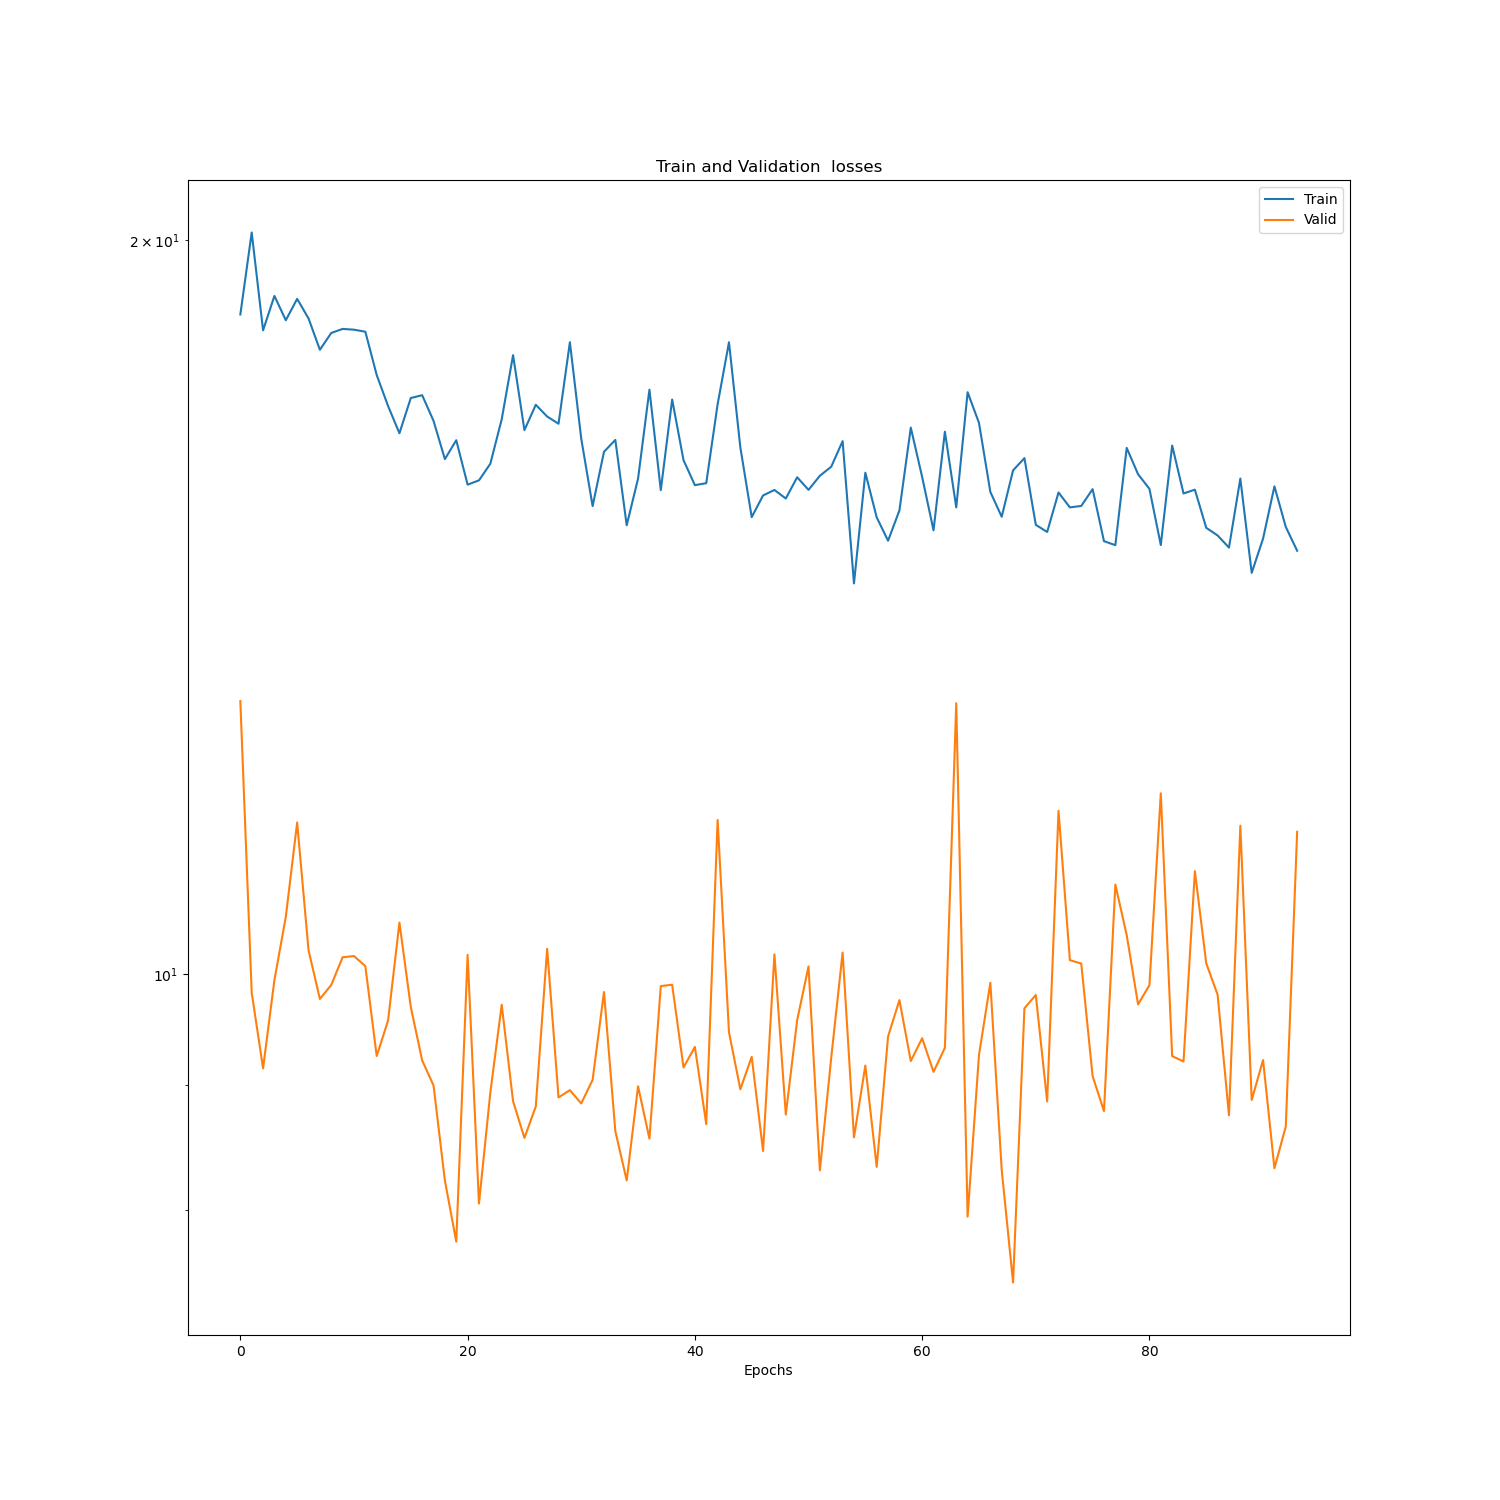 Train and Validation  losses
Train
Valid
2 × 10¹
10¹
0 20 40 60 80
Epochs